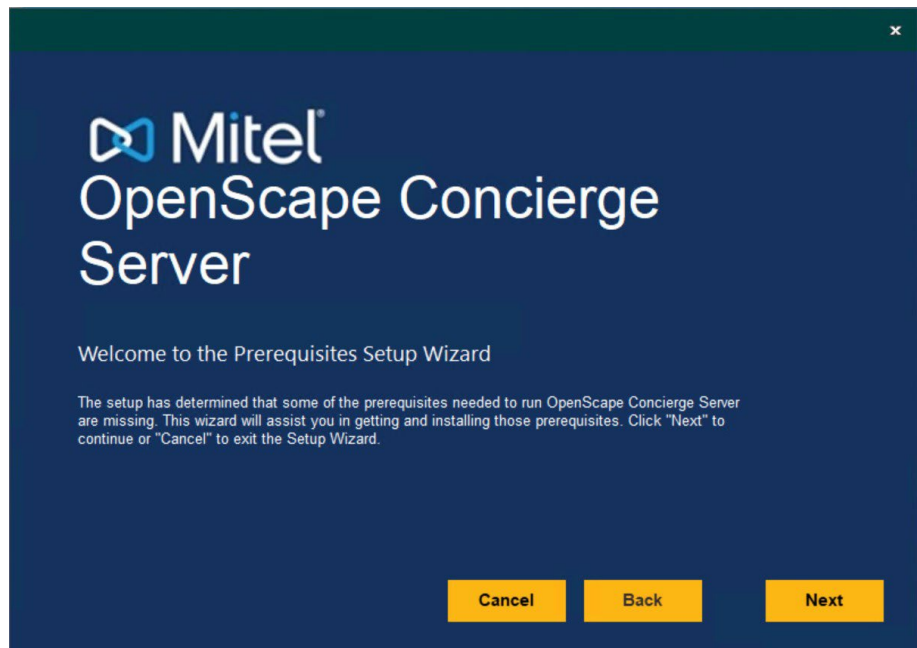 x
Mitel
OpenScape Concierge
Server
Welcome to the Prerequisites Setup Wizard
The setup has determined that some of the prerequisites needed to run OpenScape Concierge Server
are missing. This wizard will assist you in getting and installing those prerequisites. Click "Next" to
continue or "Cancel" to exit the Setup Wizard.
Cancel Back Next